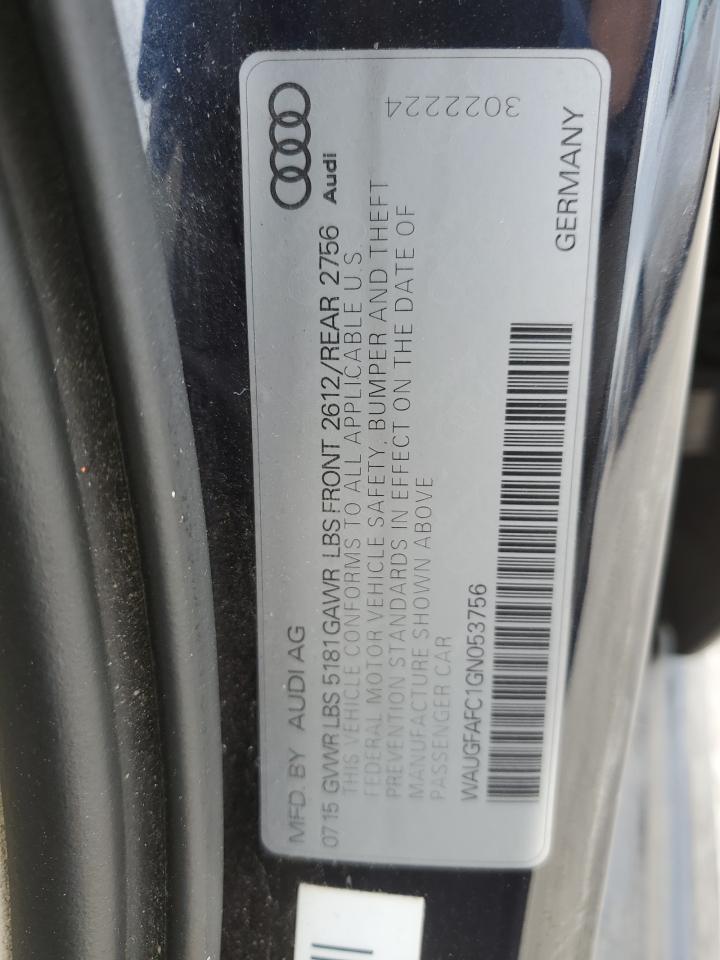 MFD. BY AUDI AG
Audi
07 15 GVWR LBS 5181 GAWR LBS FRONT 2612/REAR 2756
THIS VEHICLE CONFORMS TO ALL APPLICABLE U.S.
FEDERAL MOTOR VEHICLE SAFETY, BUMPER AND THEFT
PREVENTION STANDARDS IN EFFECT ON THE DATE OF
MANUFACTURE SHOWN ABOVE
PASSENGER CAR
3022224
WAUGFAFC1GN053756
GERMANY